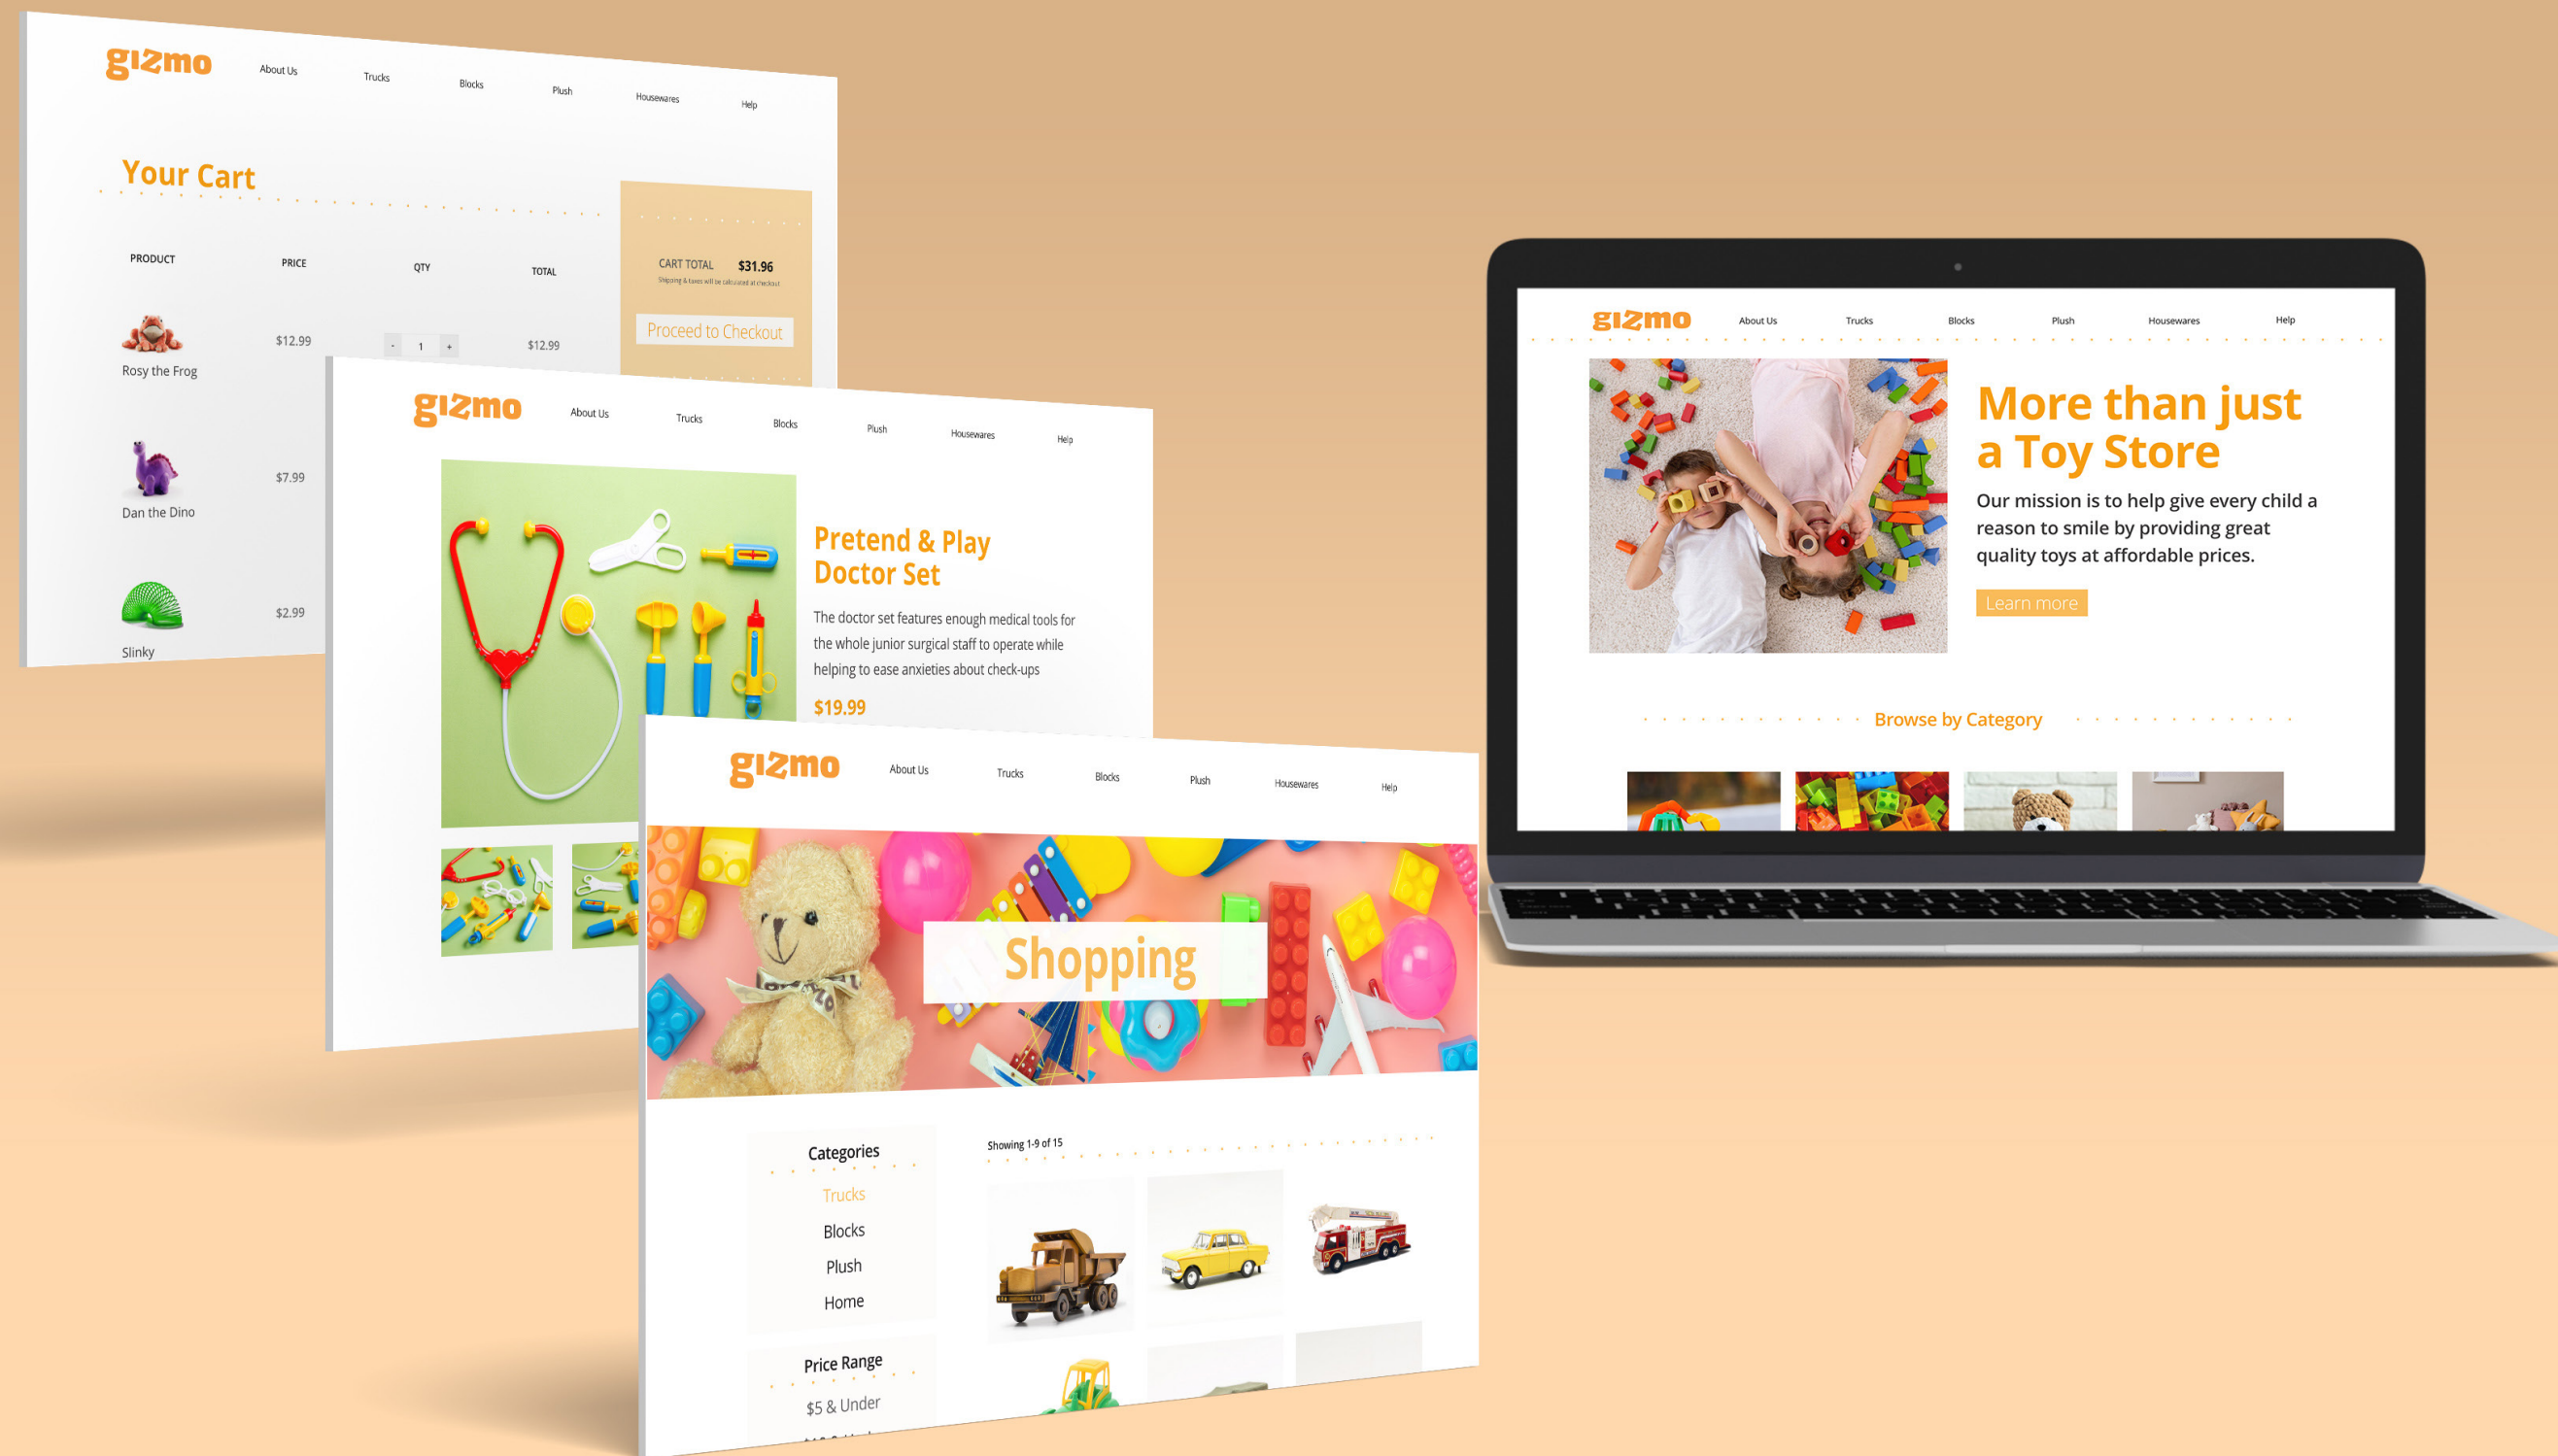 gizmo
About Us
Trucks
Blocks
Plush
Housewares
Help
Your Cart
PRODUCT
PRICE
QTY
TOTAL
CART TOTAL $31.96
Shipping & taxes will be calculated at checkout
Proceed to Checkout
Rosy the Frog
$12.99
- 1 +
$12.99
Dan the Dino
$7.99
Slinky
$2.99
gizmo
About Us
Trucks
Blocks
Plush
Housewares
Help
Pretend & Play
Doctor Set
The doctor set features enough medical tools for
the whole junior surgical staff to operate while
helping to ease anxieties about check-ups
$19.99
gizmo
About Us
Trucks
Blocks
Plush
Housewares
Help
Shopping
Categories
Trucks
Blocks
Plush
Home
Price Range
$5 & Under
Showing 1-9 of 15
gizmo
About Us
Trucks
Blocks
Plush
Housewares
Help
More than just
a Toy Store
Our mission is to help give every child a
reason to smile by providing great
quality toys at affordable prices.
Learn more
Browse by Category